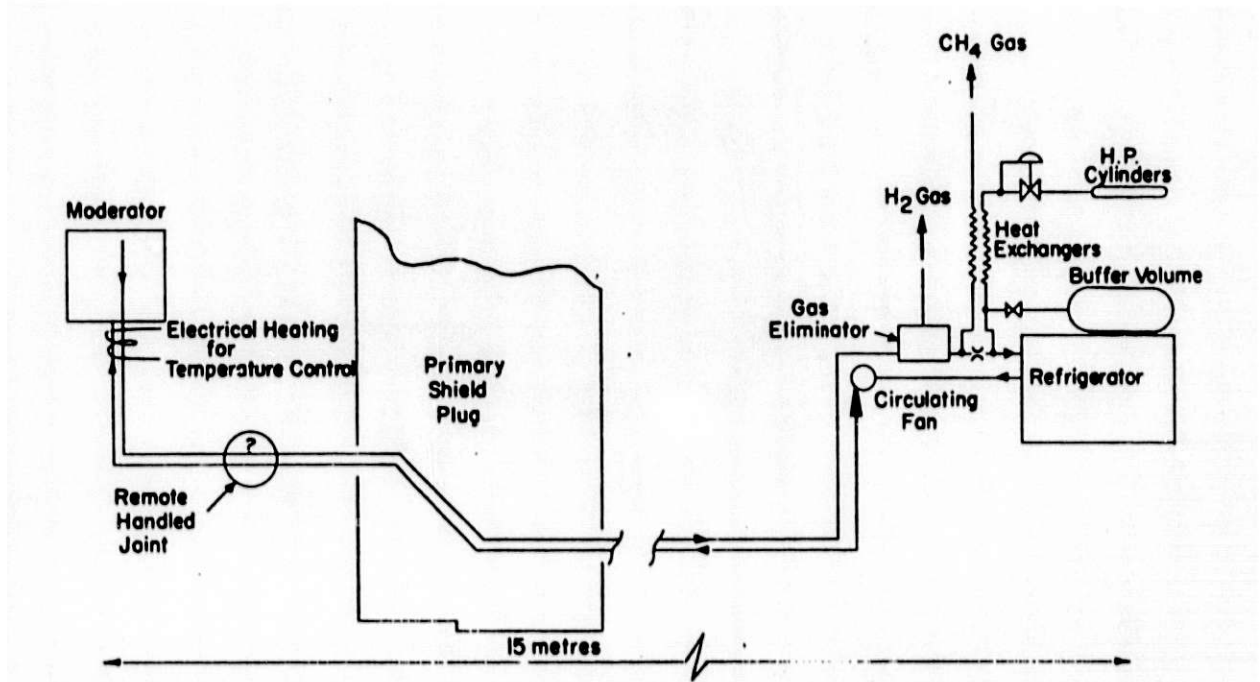 CH4 Gas
H.P.
Cylinders
H2 Gas
Heat
Exchangers
Moderator
Buffer Volume
Gas
Eliminator
Electrical Heating
for
Temperature Control
Primary
Shield
Plug
Refrigerator
Circulating
Fan
?
Remote
Handled
Joint
15 metres